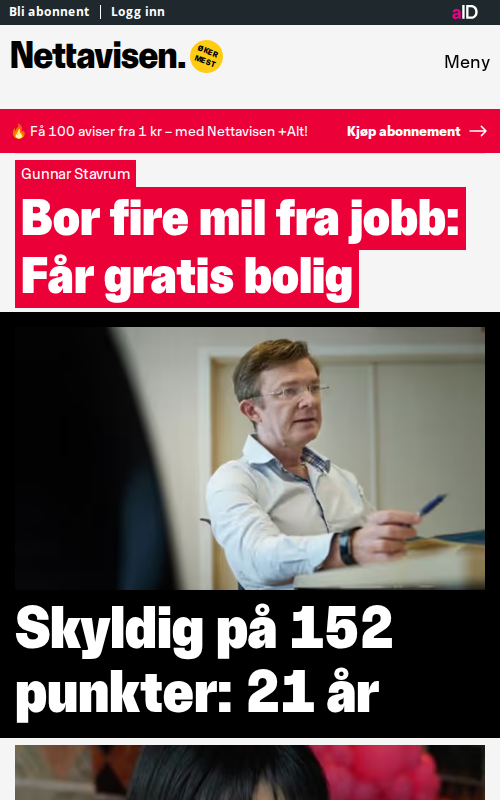 Bli abonnent
Logg inn
aID
Nettavisen.
ØKER
MEST
Meny
🔥 Få 100 aviser fra 1 kr – med Nettavisen +Alt!
Kjøp abonnement →
Gunnar Stavrum
Bor fire mil fra jobb:
Får gratis bolig
Skyldig på 152
punkter: 21 år